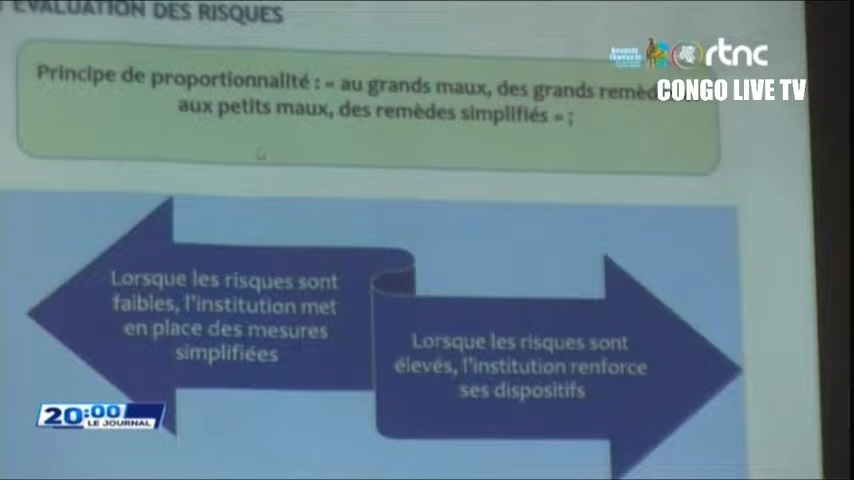 EVALUATION DES RISQUES
rtnc
CONGO LIVE TV
Principe de proportionnalité : « au grands maux, des grands remèd
aux petits maux, des remèdes simplifiés » ;
Lorsque les risques sont
faibles, l'institution met
en place des mesures
simplifiées
Lorsque les risques sont
élevés, l'institution renforce
ses dispositifs
20:00
LE JOURNAL